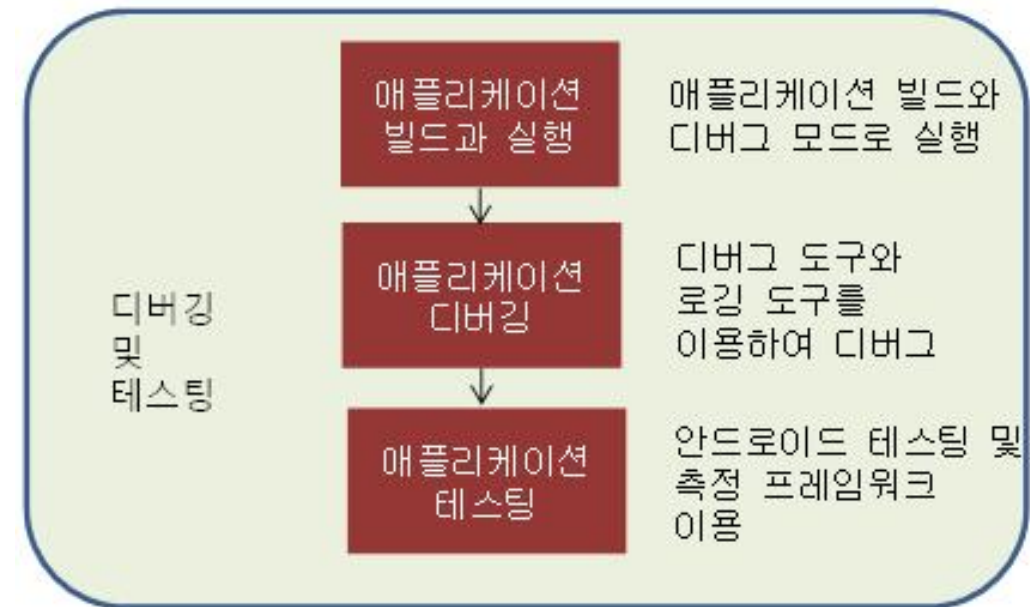 애플리케이션
빌드과 실행
애플리케이션 빌드와
디버그 모드로 실행
디버깅
및
테스팅
애플리케이션
디버깅
디버그 도구와
로깅 도구를
이용하여 디버그
애플리케이션
테스팅
안드로이드 테스팅 및
측정 프레임워크
이용